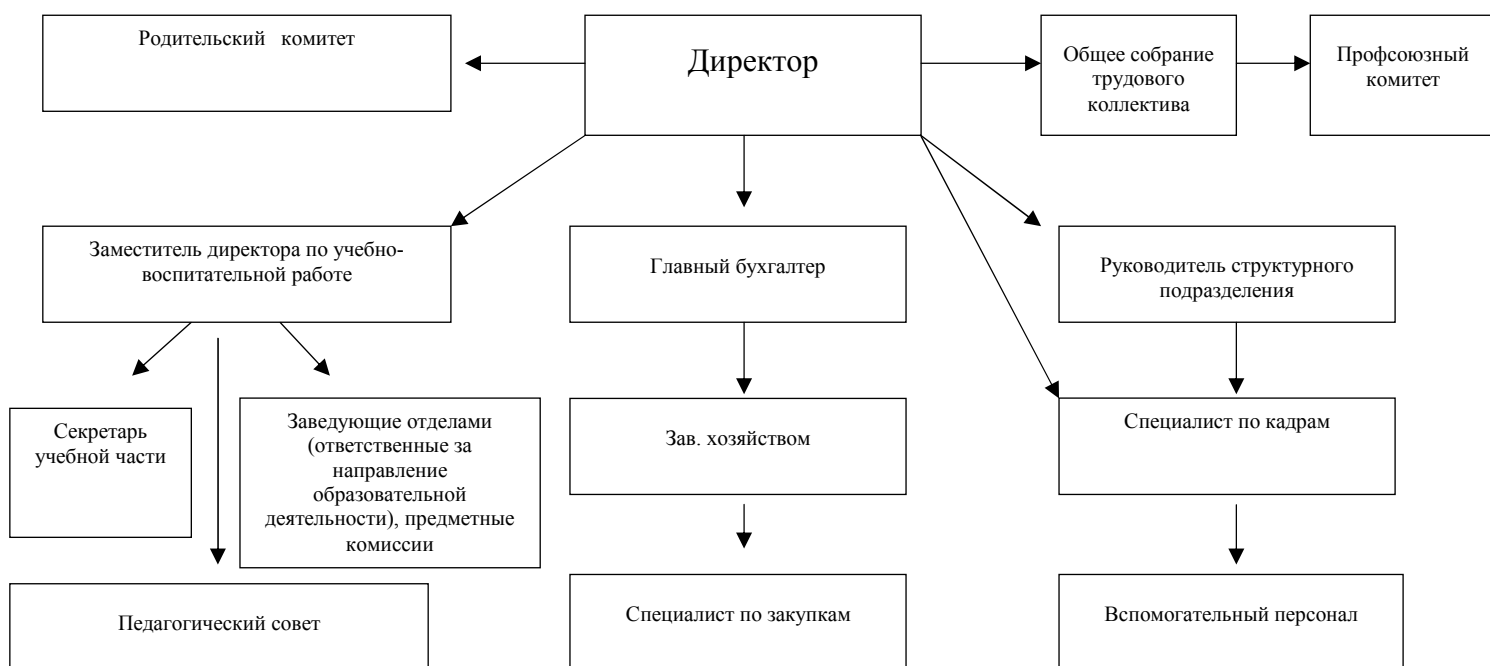 Родительский комитет
Директор
Общее собрание
трудового
коллектива
Профсоюзный
комитет
Заместитель директора по учебно-
воспитательной работе
Главный бухгалтер
Руководитель структурного
подразделения
Секретарь
учебной части
Заведующие отделами
(ответственные за
направление
образовательной
деятельности), предметные
комиссии
Зав. хозяйством
Специалист по кадрам
Педагогический совет
Специалист по закупкам
Вспомогательный персонал